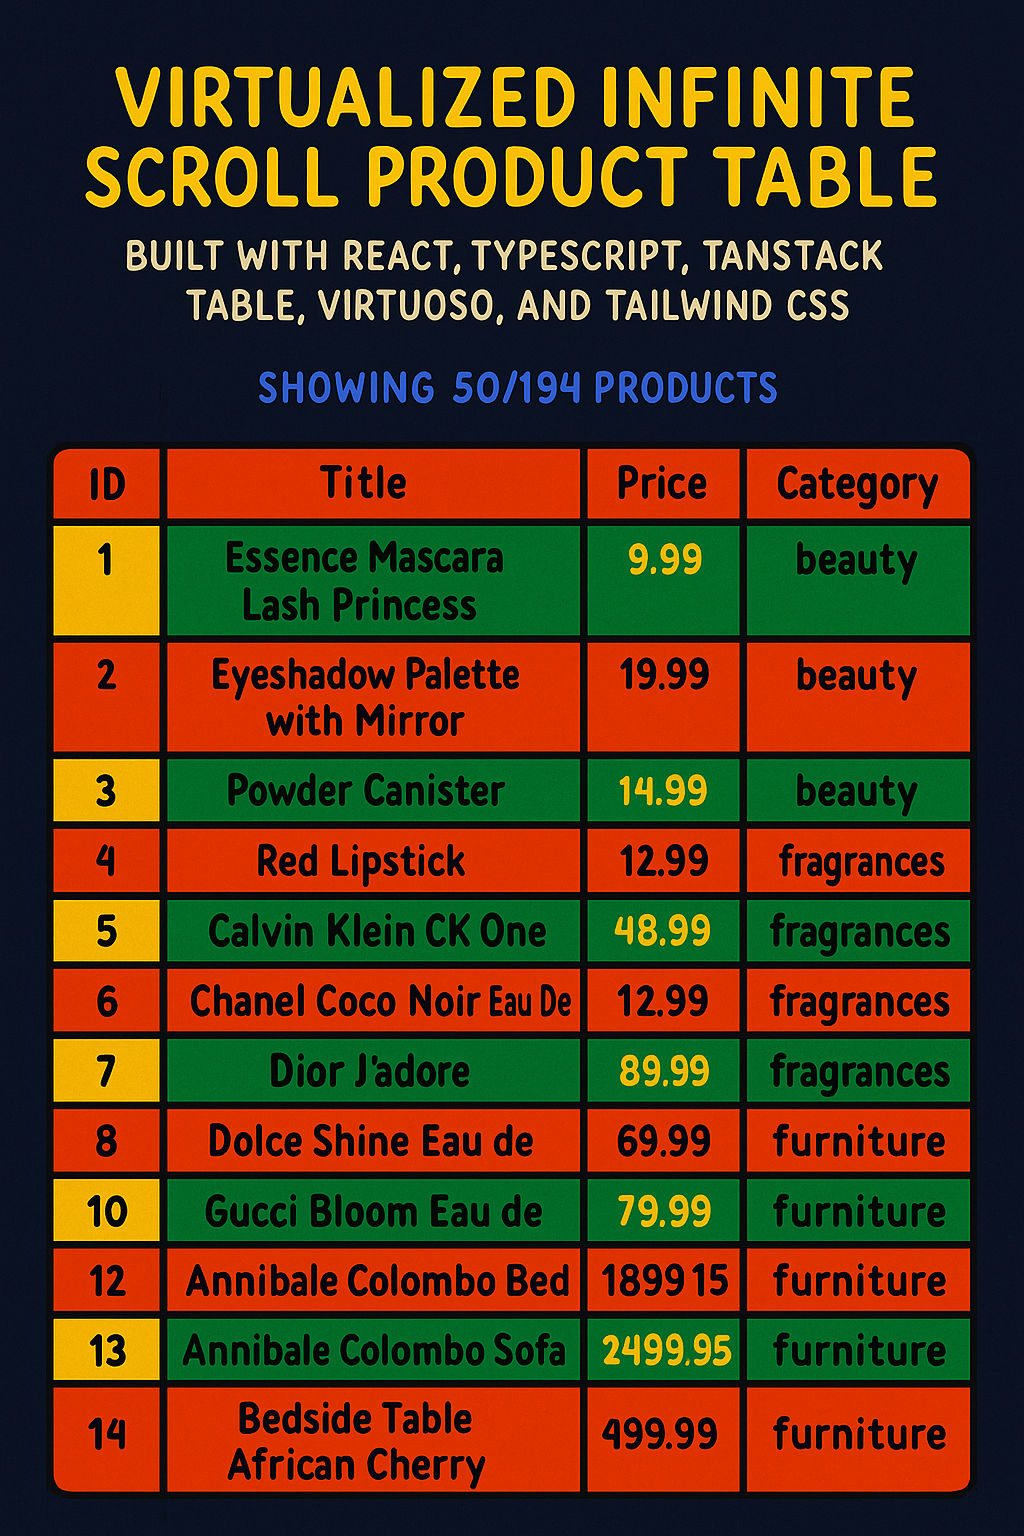 VIRTUALIZED INFINITE
SCROLL PRODUCT TABLE
BUILT WITH REACT, TYPESCRIPT, TANSTACK
TABLE, VIRTUOSO, AND TAILWIND CSS
SHOWING 50/194 PRODUCTS
ID Title Price Category
1 Essence Mascara 9.99 beauty
Lash Princess
2 Eyeshadow Palette 19.99 beauty
with Mirror
3 Powder Canister 14.99 beauty
4 Red Lipstick 12.99 fragrances
5 Calvin Klein CK One 48.99 fragrances
6 Chanel Coco Noir Eau De 12.99 fragrances
7 Dior J'adore 89.99 fragrances
8 Dolce Shine Eau de 69.99 furniture
10 Gucci Bloom Eau de 79.99 furniture
12 Annibale Colombo Bed 1899 15 furniture
13 Annibale Colombo Sofa 2499.95 furniture
14 Bedside Table 499.99 furniture
African Cherry